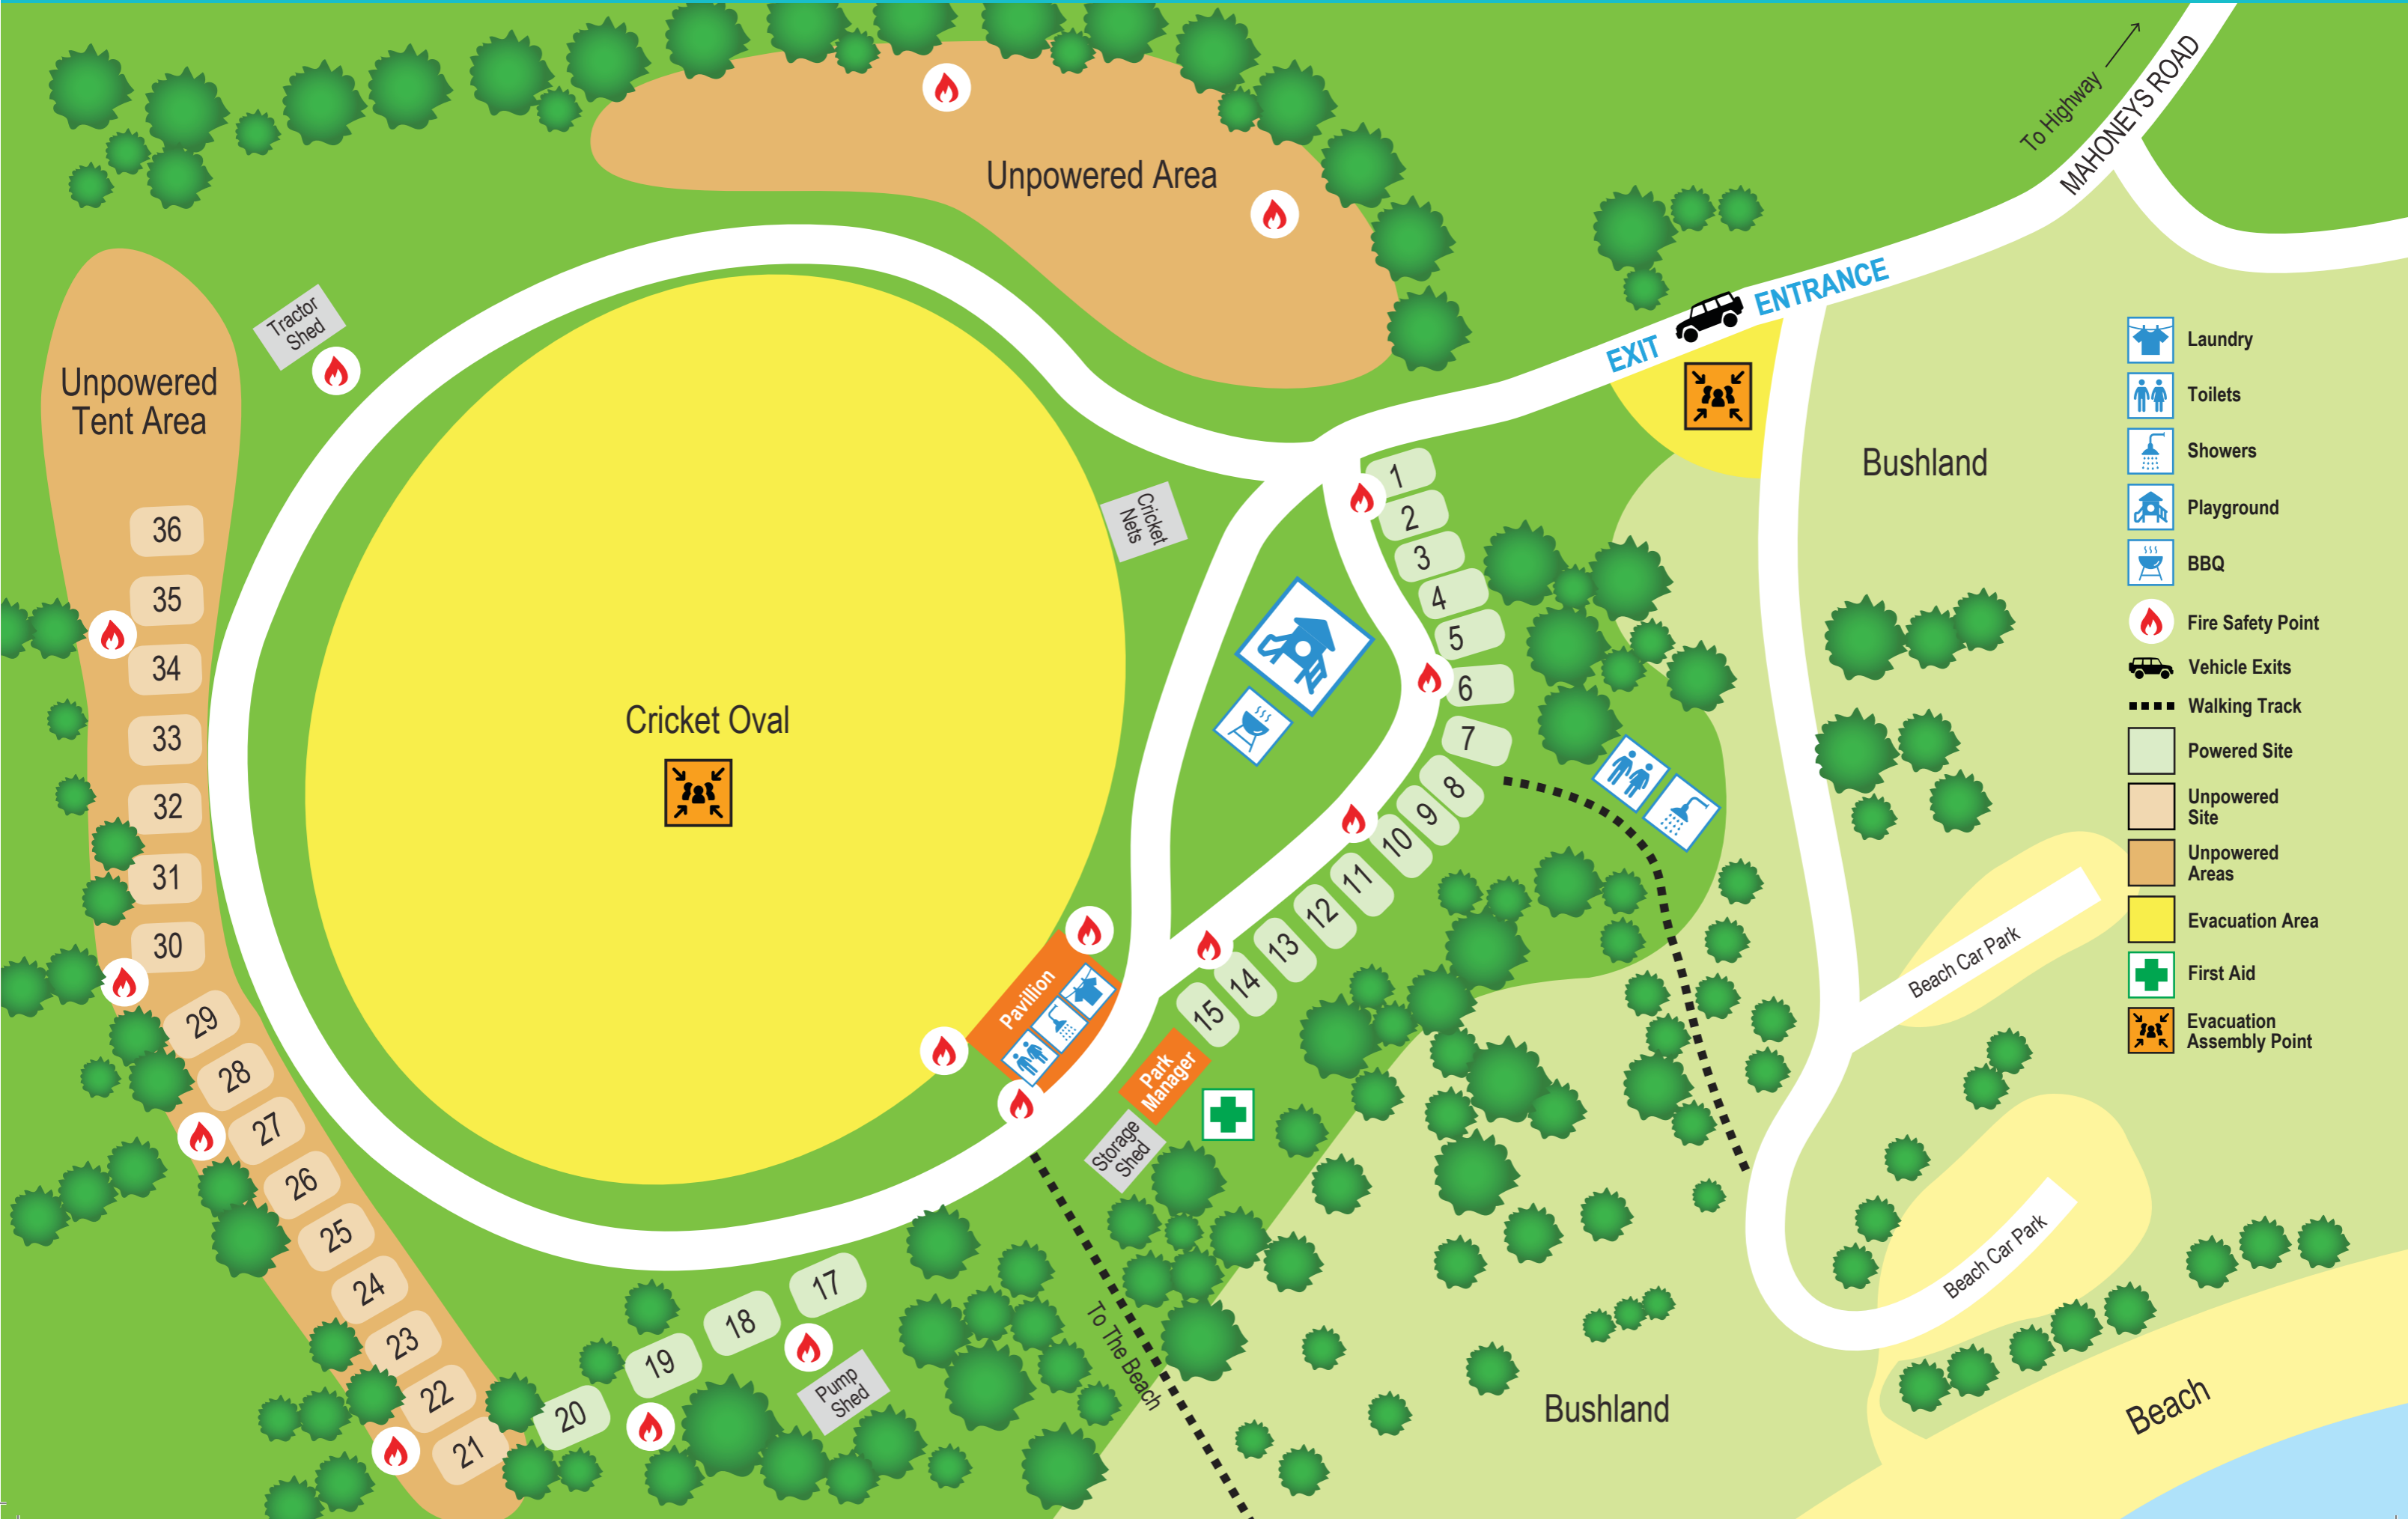 To Highway
MAHONEYS ROAD
Unpowered Area
ENTRANCE
EXIT
Tractor
Shed
Unpowered
Tent Area
Cricket
Nets
Bushland
Cricket Oval
1
2
3
4
5
6
7
8
9
10
11
12
13
14
15
36
35
34
33
32
31
30
29
28
27
26
25
24
23
22
21
20
19
18
17
Pavillion
Park
Manager
Storage
Shed
Pump
Shed
To The Beach
Bushland
Beach Car Park
Beach Car Park
Beach
Laundry
Toilets
Showers
Playground
BBQ
Fire Safety Point
Vehicle Exits
Walking Track
Powered Site
Unpowered
Site
Unpowered
Areas
Evacuation Area
First Aid
Evacuation
Assembly Point